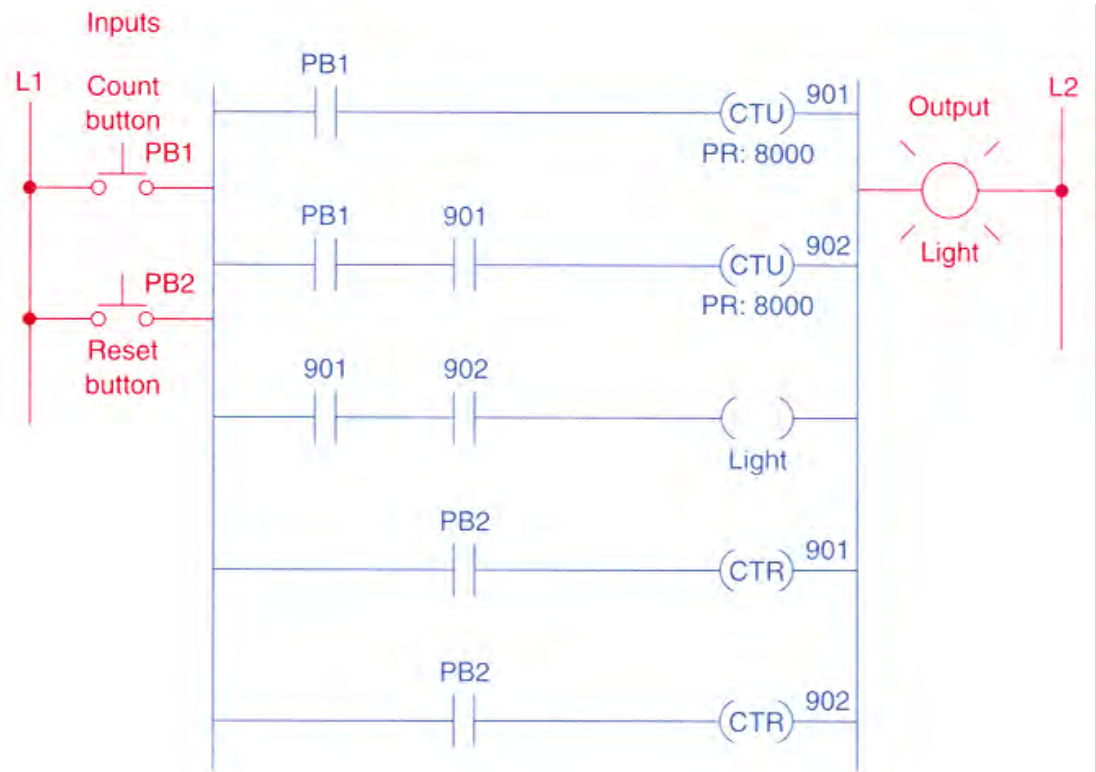 Inputs
L1
Count
button
PB1
PB2
Reset
button
PB1
CTU
901
PR: 8000
PB1
901
CTU
902
PR: 8000
901
902
Light
PB2
CTR
901
PB2
CTR
902
Output
L2
Light